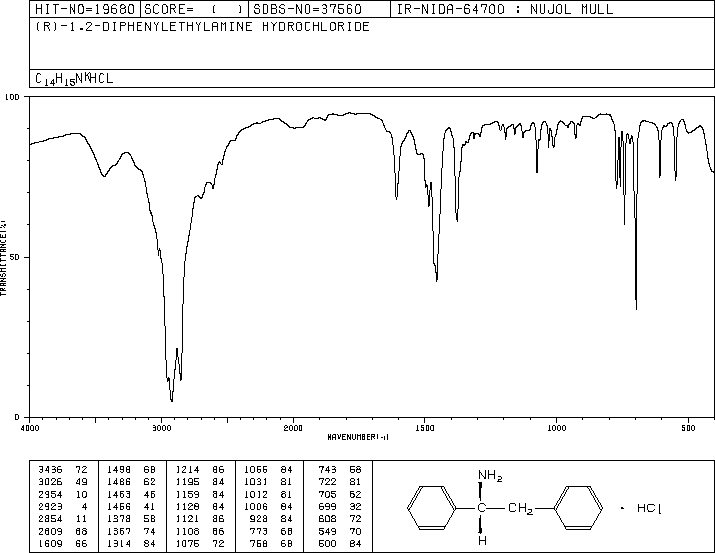 HIT-NO=19680 SCORE= ( ) SDBS-NO=37560 IR-NIDA-64700 : NUJOL MULL
(R)-1,2-DIPHENYLETHYLAMINE HYDROCHLORIDE
C14H15N*HCL
100
50
0
TRANSMITTANCE(%)
4000 3000 2000 1500 1000 500
WAVENUMBER(-1)
3436 72 1498 68 1214 86 1066 84 743 58
3026 49 1486 62 1195 84 1031 81 722 81
2954 10 1463 46 1159 84 1012 81 705 62
2923 4 1456 41 1128 84 1006 84 699 32
2854 11 1378 58 1121 86 928 84 608 72
2609 68 1367 74 1108 86 773 68 549 70
1609 66 1314 84 1075 72 758 68 500 84
NH2
C CH2 · HCl
H